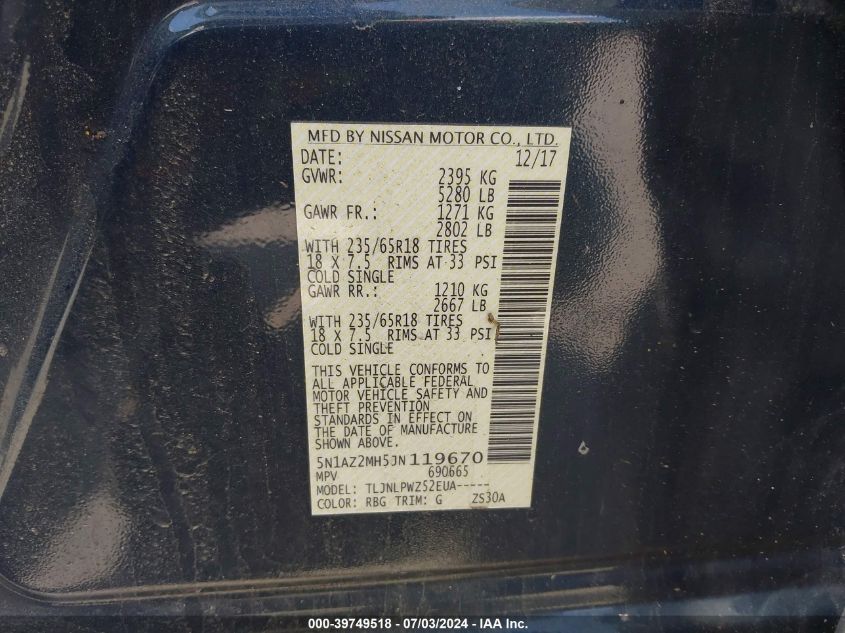 MFD BY NISSAN MOTOR CO., LTD.
DATE: 12/17
GVWR: 2395 KG
5280 LB
GAWR FR.: 1271 KG
2802 LB
WITH 235/65R18 TIRES
18 X 7.5 RIMS AT 33 PSI
COLD SINGLE
GAWR RR.: 1210 KG
2667 LB
WITH 235/65R18 TIRES
18 X 7.5 RIMS AT 33 PSI
COLD SINGLE
THIS VEHICLE CONFORMS TO
ALL APPLICABLE FEDERAL
MOTOR VEHICLE SAFETY AND
THEFT PREVENTION
STANDARDS IN EFFECT ON
THE DATE OF MANUFACTURE
SHOWN ABOVE.
5N1AZ2MH5JN119670
MPV 690665
MODEL: TLJNLPWZ52EUA-----
COLOR: RBG TRIM: G ZS30A
000-39749518 - 07/03/2024 - IAA Inc.